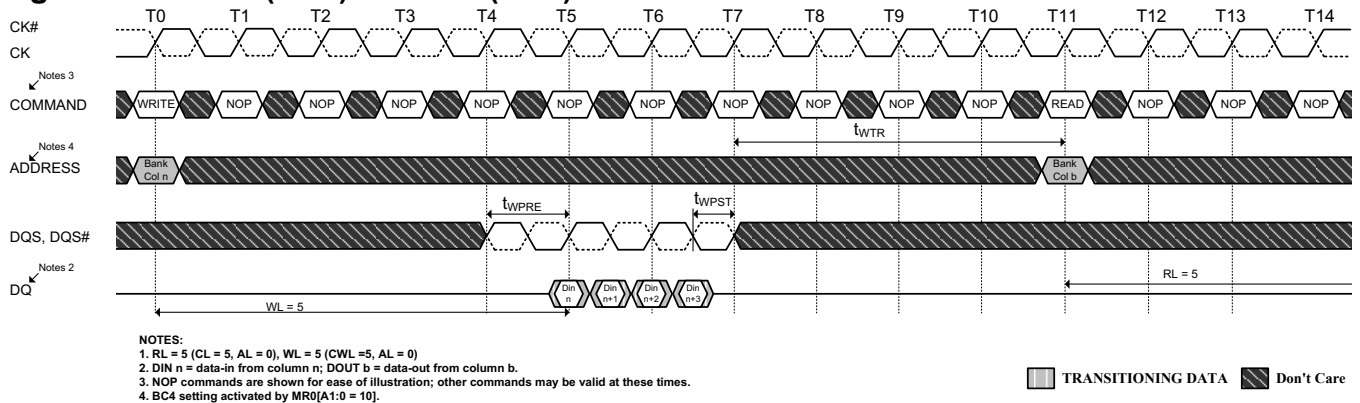 T0 T1 T2 T3 T4 T5 T6 T7 T8 T9 T10 T11 T12 T13 T14
CK#
CK
Notes 3
COMMAND WRITE NOP NOP NOP NOP NOP NOP NOP NOP NOP NOP READ NOP NOP NOP
tWTR
Notes 4
ADDRESS
Bank Bank
Col n Col b
tWPRE tWPST
DQS, DQS#
Notes 2
DQ
Din Din Din Din
n n+1 n+2 n+3
RL = 5
WL = 5
NOTES:
1. RL = 5 (CL = 5, AL = 0), WL = 5 (CWL =5, AL = 0)
2. DIN n = data-in from column n; DOUT b = data-out from column b.
3. NOP commands are shown for ease of illustration; other commands may be valid at these times.
4. BC4 setting activated by MR0[A1:0 = 10].
TRANSITIONING DATA Don't Care